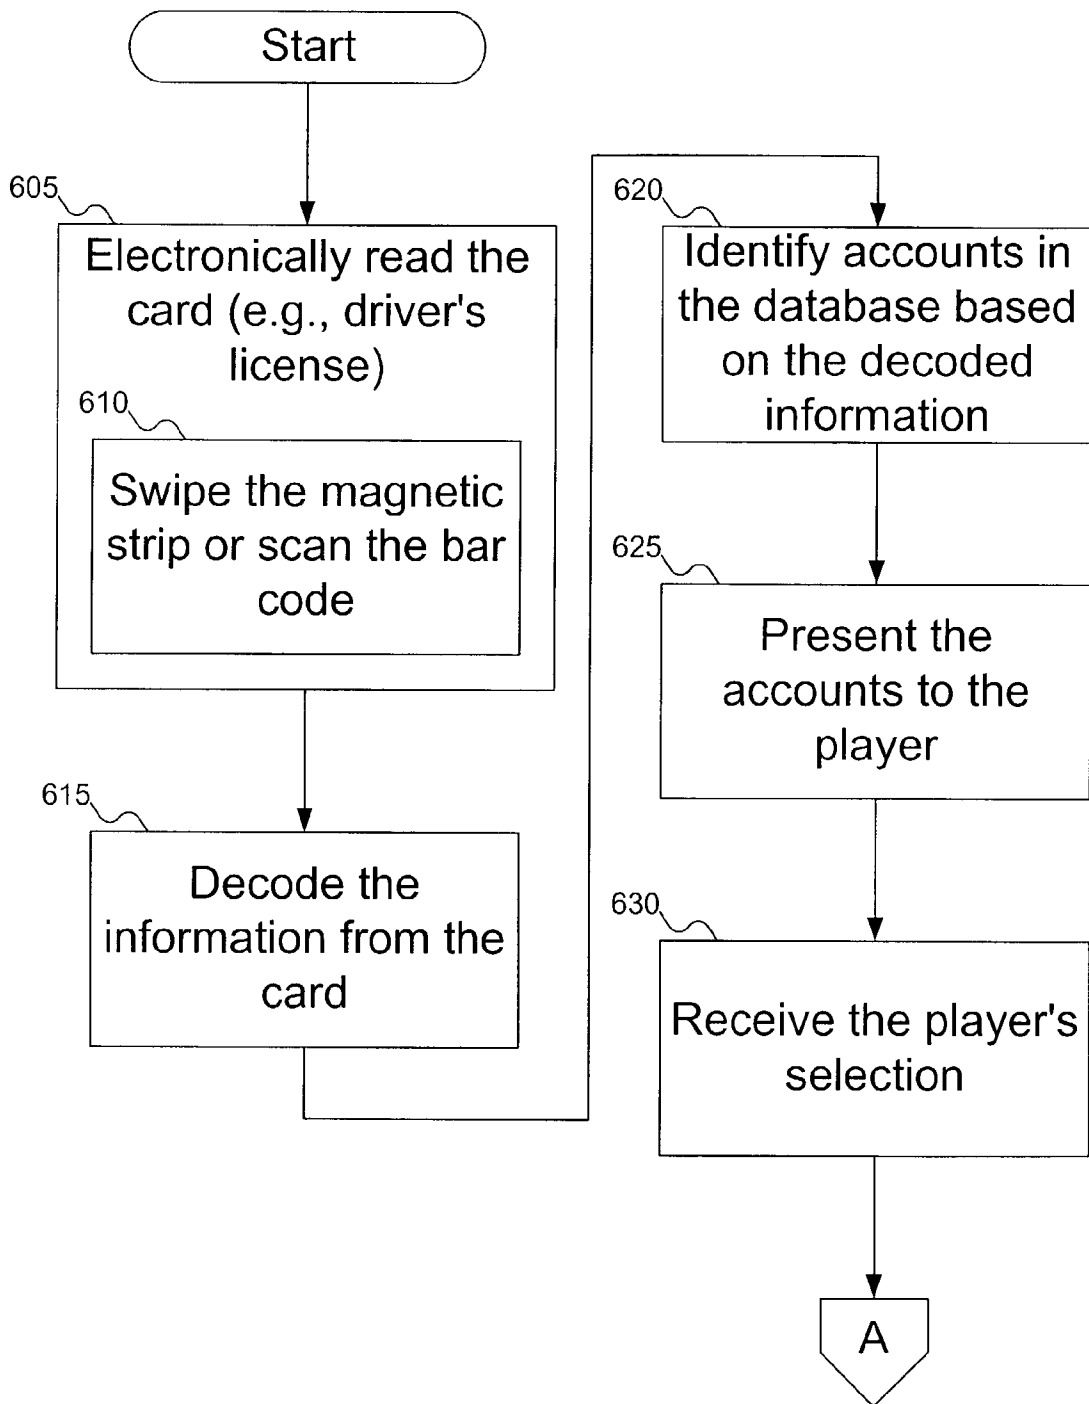 Start
605
Electronically read the
card (e.g., driver's
license)
610
Swipe the magnetic
strip or scan the bar
code
615
Decode the
information from the
card
620
Identify accounts in
the database based
on the decoded
information
625
Present the
accounts to the
player
630
Receive the player's
selection
A